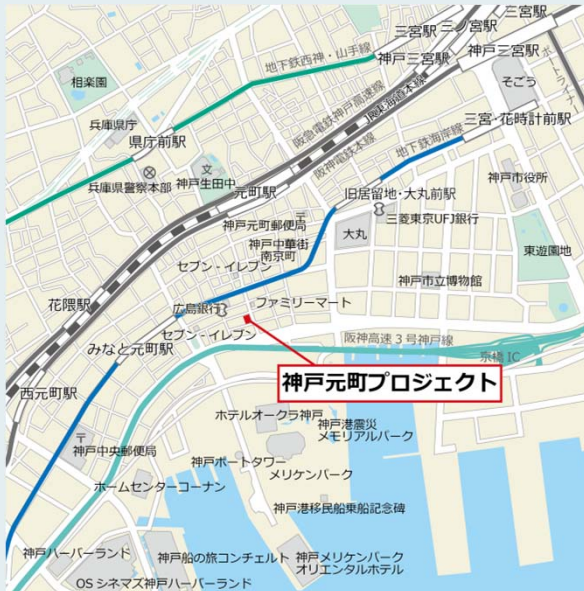 三宮駅
三宮駅
三ノ宮駅
神戸三宮駅
神戸三宮駅
ポートライナー
地下鉄西神・山手線
そごう
相楽園
阪急電鉄神戸高速線
JR東海道本線
兵庫県庁
県庁前駅
阪神電鉄本線
地下鉄海岸線
三宮・花時計前駅
文
兵庫県警察本部
神戸生田中
元町駅
旧居留地・大丸前駅
神戸市役所
神戸元町郵便局
〒
三菱東京UFJ銀行
大丸
神戸中華街
南京町
東遊園地
セブン‐イレブン
神戸市立博物館
花隈駅
広島銀行
ファミリーマート
セブン‐イレブン
阪神高速3号神戸線
みなと元町駅
京橋IC
西元町駅
神戸元町プロジェクト
ホテルオークラ神戸
神戸港震災
メモリアルパーク
〒
神戸中央郵便局
神戸ポートタワー
メリケンパーク
ホームセンターコーナン
神戸港移民船乗船記念碑
神戸ハーバーランド
神戸船の旅コンチェルト
神戸メリケンパーク
オリエンタルホテル
OSシネマズ神戸ハーバーランド